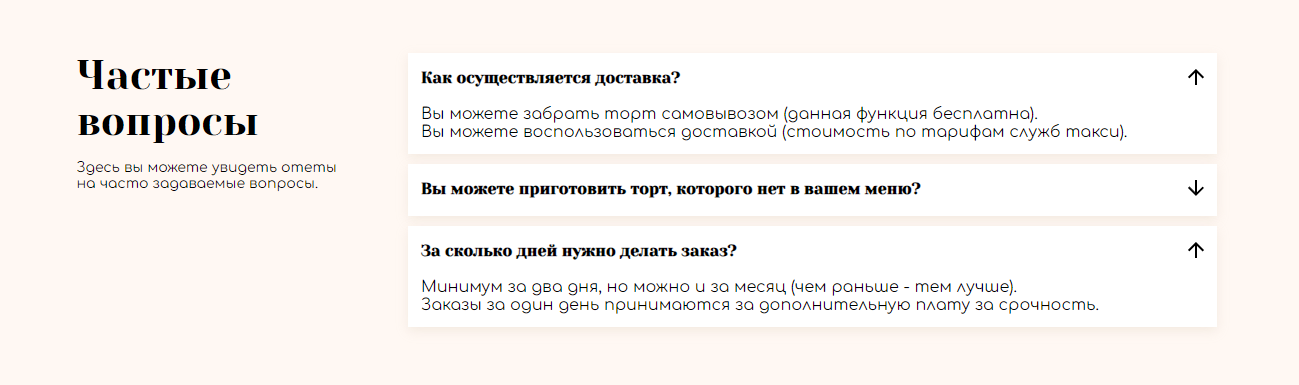 Частые
вопросы
Здесь вы можете увидеть отеты
на часто задаваемые вопросы.
Как осуществляется доставка?
Вы можете забрать торт самовывозом (данная функция бесплатна).
Вы можете воспользоваться доставкой (стоимость по тарифам служб такси).
Вы можете приготовить торт, которого нет в вашем меню?
За сколько дней нужно делать заказ?
Минимум за два дня, но можно и за месяц (чем раньше - тем лучше).
Заказы за один день принимаются за дополнительную плату за срочность.